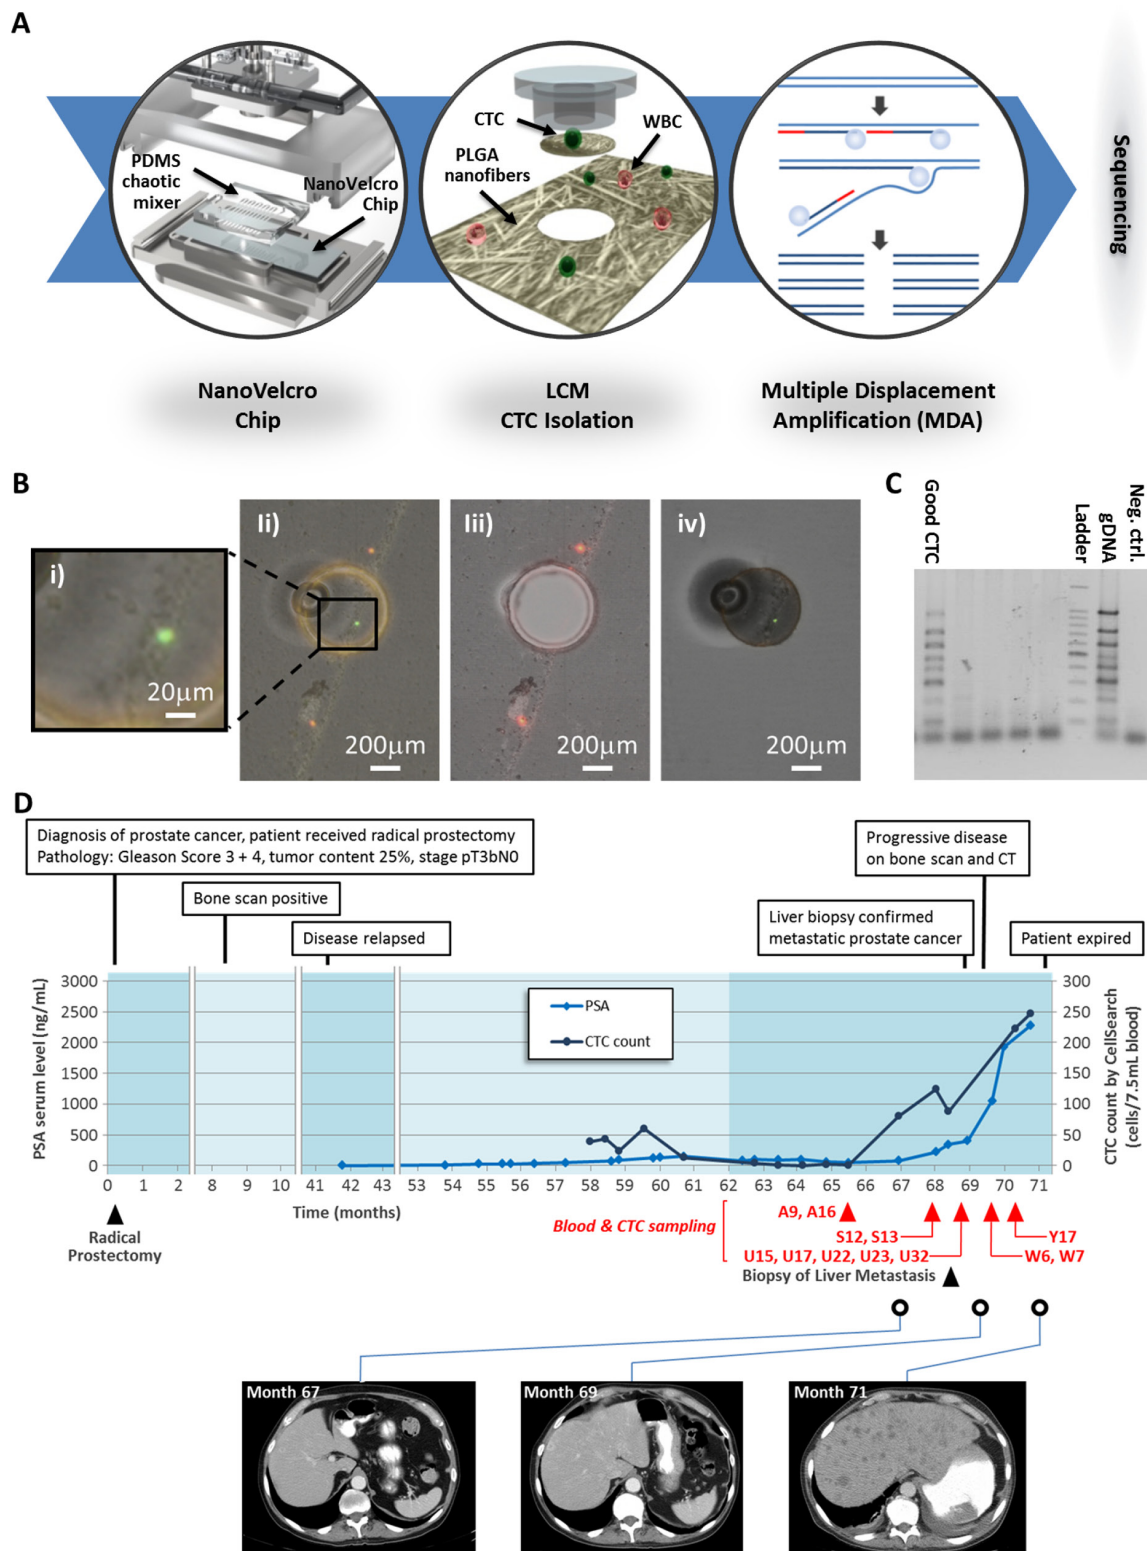 A
PDMS
chaotic
mixer
NanoVelcro
Chip
CTC
WBC
PLGA
nanofibers
Sequencing
NanoVelcro
Chip
LCM
CTC Isolation
Multiple Displacement
Amplification (MDA)
B
i)
20μm
Ii)
200μm
Iii)
200μm
iv)
200μm
C
Good CTC
Ladder
gDNA
Neg. ctrl.
D
Diagnosis of prostate cancer, patient received radical prostectomy
Pathology: Gleason Score 3 + 4, tumor content 25%, stage pT3bN0
Bone scan positive
Disease relapsed
Progressive disease
on bone scan and CT
Liver biopsy confirmed
metastatic prostate cancer
Patient expired
PSA serum level (ng/mL)
3000
2500
2000
1500
1000
500
0
PSA
CTC count
300
250
200
150
100
50
0
CTC count by CellSearch
(cells/7.5mL blood)
0 1 2 8 9 10 41 42 43 53 54 55 56 57 58 59 60 61 62 63 64 65 66 67 68 69 70 71
Time (months)
Radical
Prostectomy
Blood & CTC sampling
A9, A16
S12, S13
Y17
U15, U17, U22, U23, U32
W6, W7
Biopsy of Liver Metastasis
Month 67
Month 69
Month 71